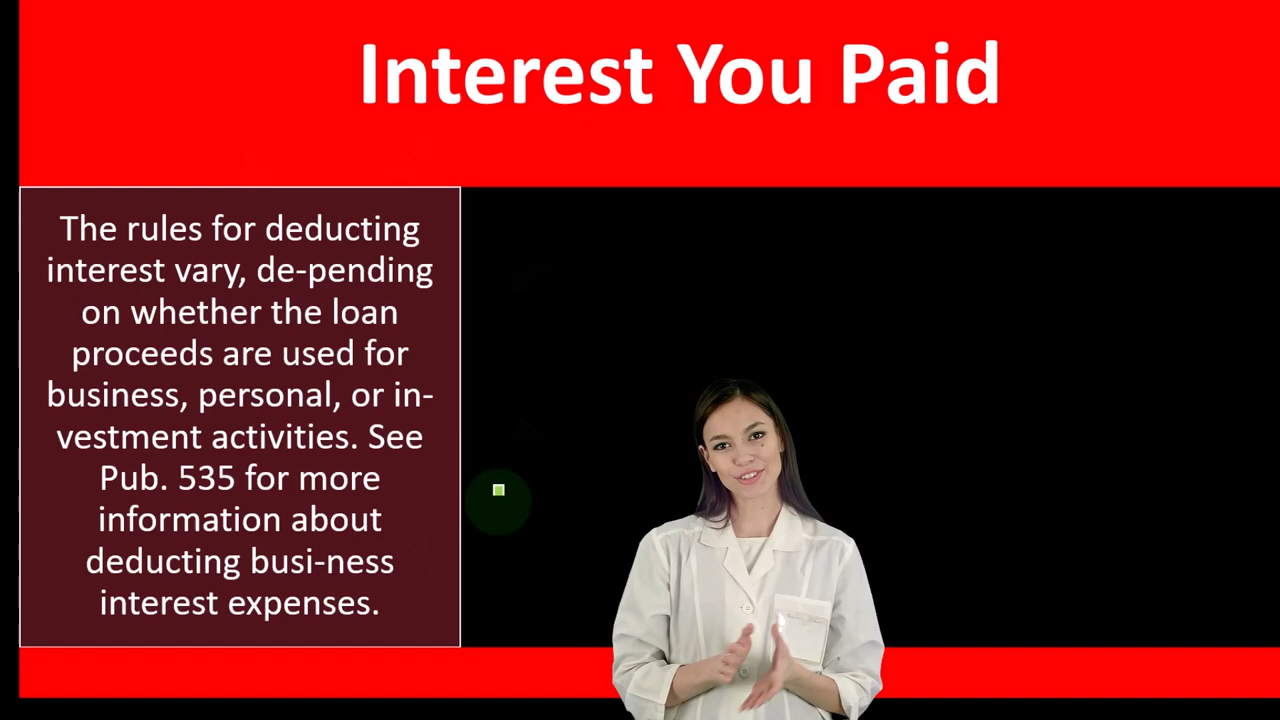 Interest You Paid
The rules for deducting
interest vary, de-pending
on whether the loan
proceeds are used for
business, personal, or in-
vestment activities. See
Pub. 535 for more
information about
deducting busi-ness
interest expenses.